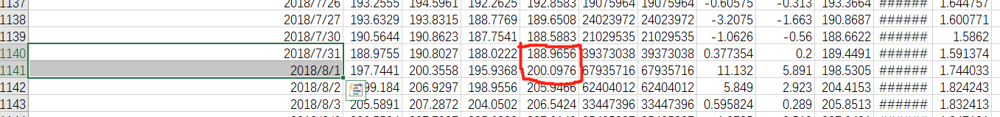 1137 2018/7/26 193.2555 194.5961 192.2625 192.8583 19075964 19075964 -0.60575 -0.313 193.3664 ###### 1.644757
1138 2018/7/27 193.6329 193.8315 188.7769 189.6508 24023972 24023972 -3.2075 -1.663 190.8687 ###### 1.600771
1139 2018/7/30 190.5644 190.8623 187.7541 188.5883 21029535 21029535 -1.0626 -0.56 188.6622 ###### 1.5862
1140 2018/7/31 188.9755 190.8027 188.0222 188.9656 39373038 39373038 0.377354 0.2 189.4491 ###### 1.591374
1141 2018/8/1 197.7441 200.3558 195.9368 200.0976 67935716 67935716 11.132 5.891 198.5305 ###### 1.744033
1142 2018/8/2 199.184 206.9297 198.9556 205.9466 62404012 62404012 5.849 2.923 204.4153 ###### 1.824243
1143 2018/8/3 205.5891 207.2872 204.0502 206.5424 33447396 33447396 0.595824 0.289 205.8513 ###### 1.832413